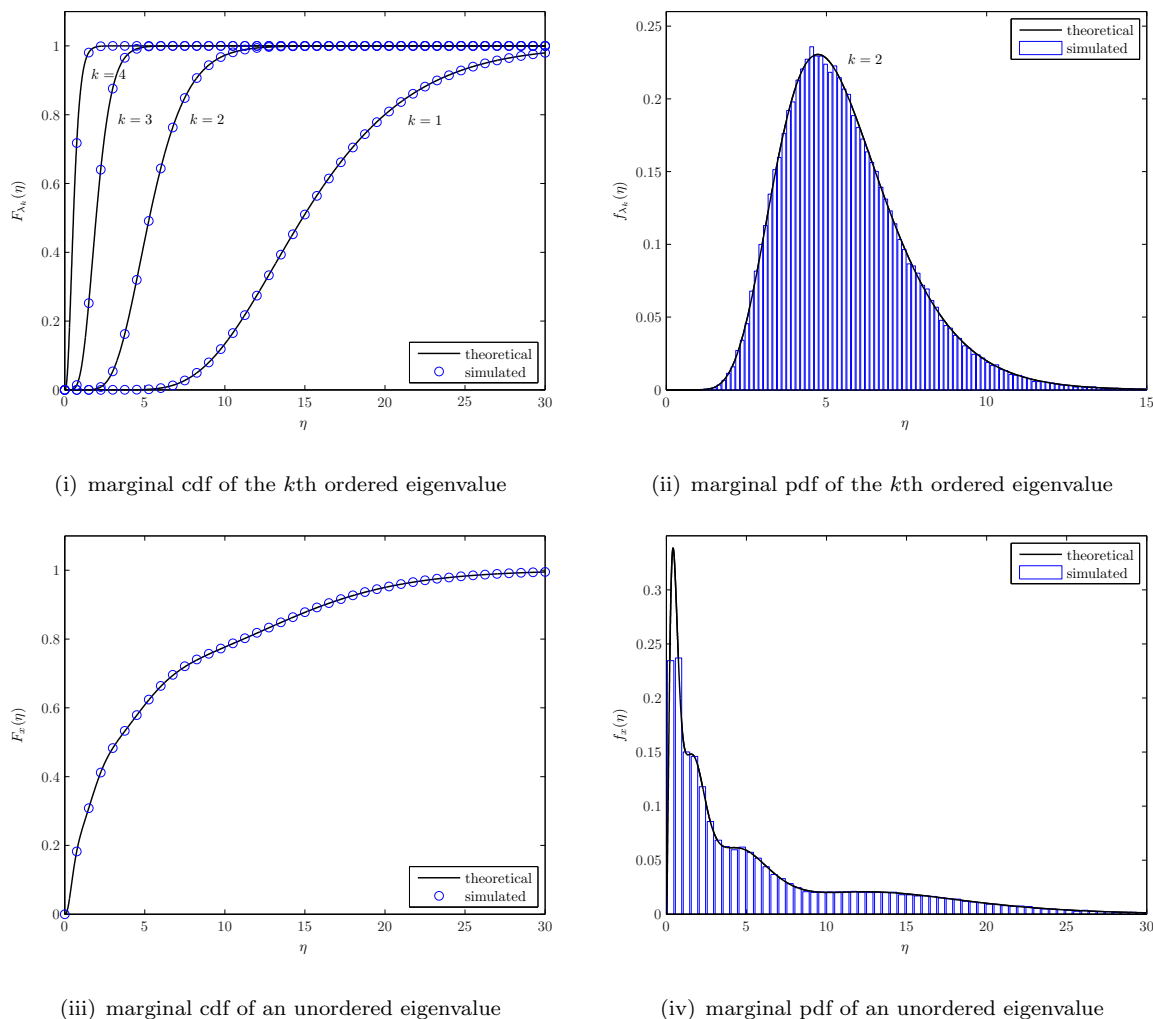 1
0.8
0.6
0.4
0.2
0
F_{λ_k}(η)
0 5 10 15 20 25 30
η
k = 4
k = 3
k = 2
k = 1
theoretical
simulated
(i) marginal cdf of the kth ordered eigenvalue
0.25
0.2
0.15
0.1
0.05
0
f_{λ_k}(η)
0 5 10 15
η
k = 2
theoretical
simulated
(ii) marginal pdf of the kth ordered eigenvalue
1
0.8
0.6
0.4
0.2
0
F_x(η)
0 5 10 15 20 25 30
η
theoretical
simulated
(iii) marginal cdf of an unordered eigenvalue
0.3
0.25
0.2
0.15
0.1
0.05
0
f_x(η)
0 5 10 15 20 25 30
η
theoretical
simulated
(iv) marginal pdf of an unordered eigenvalue